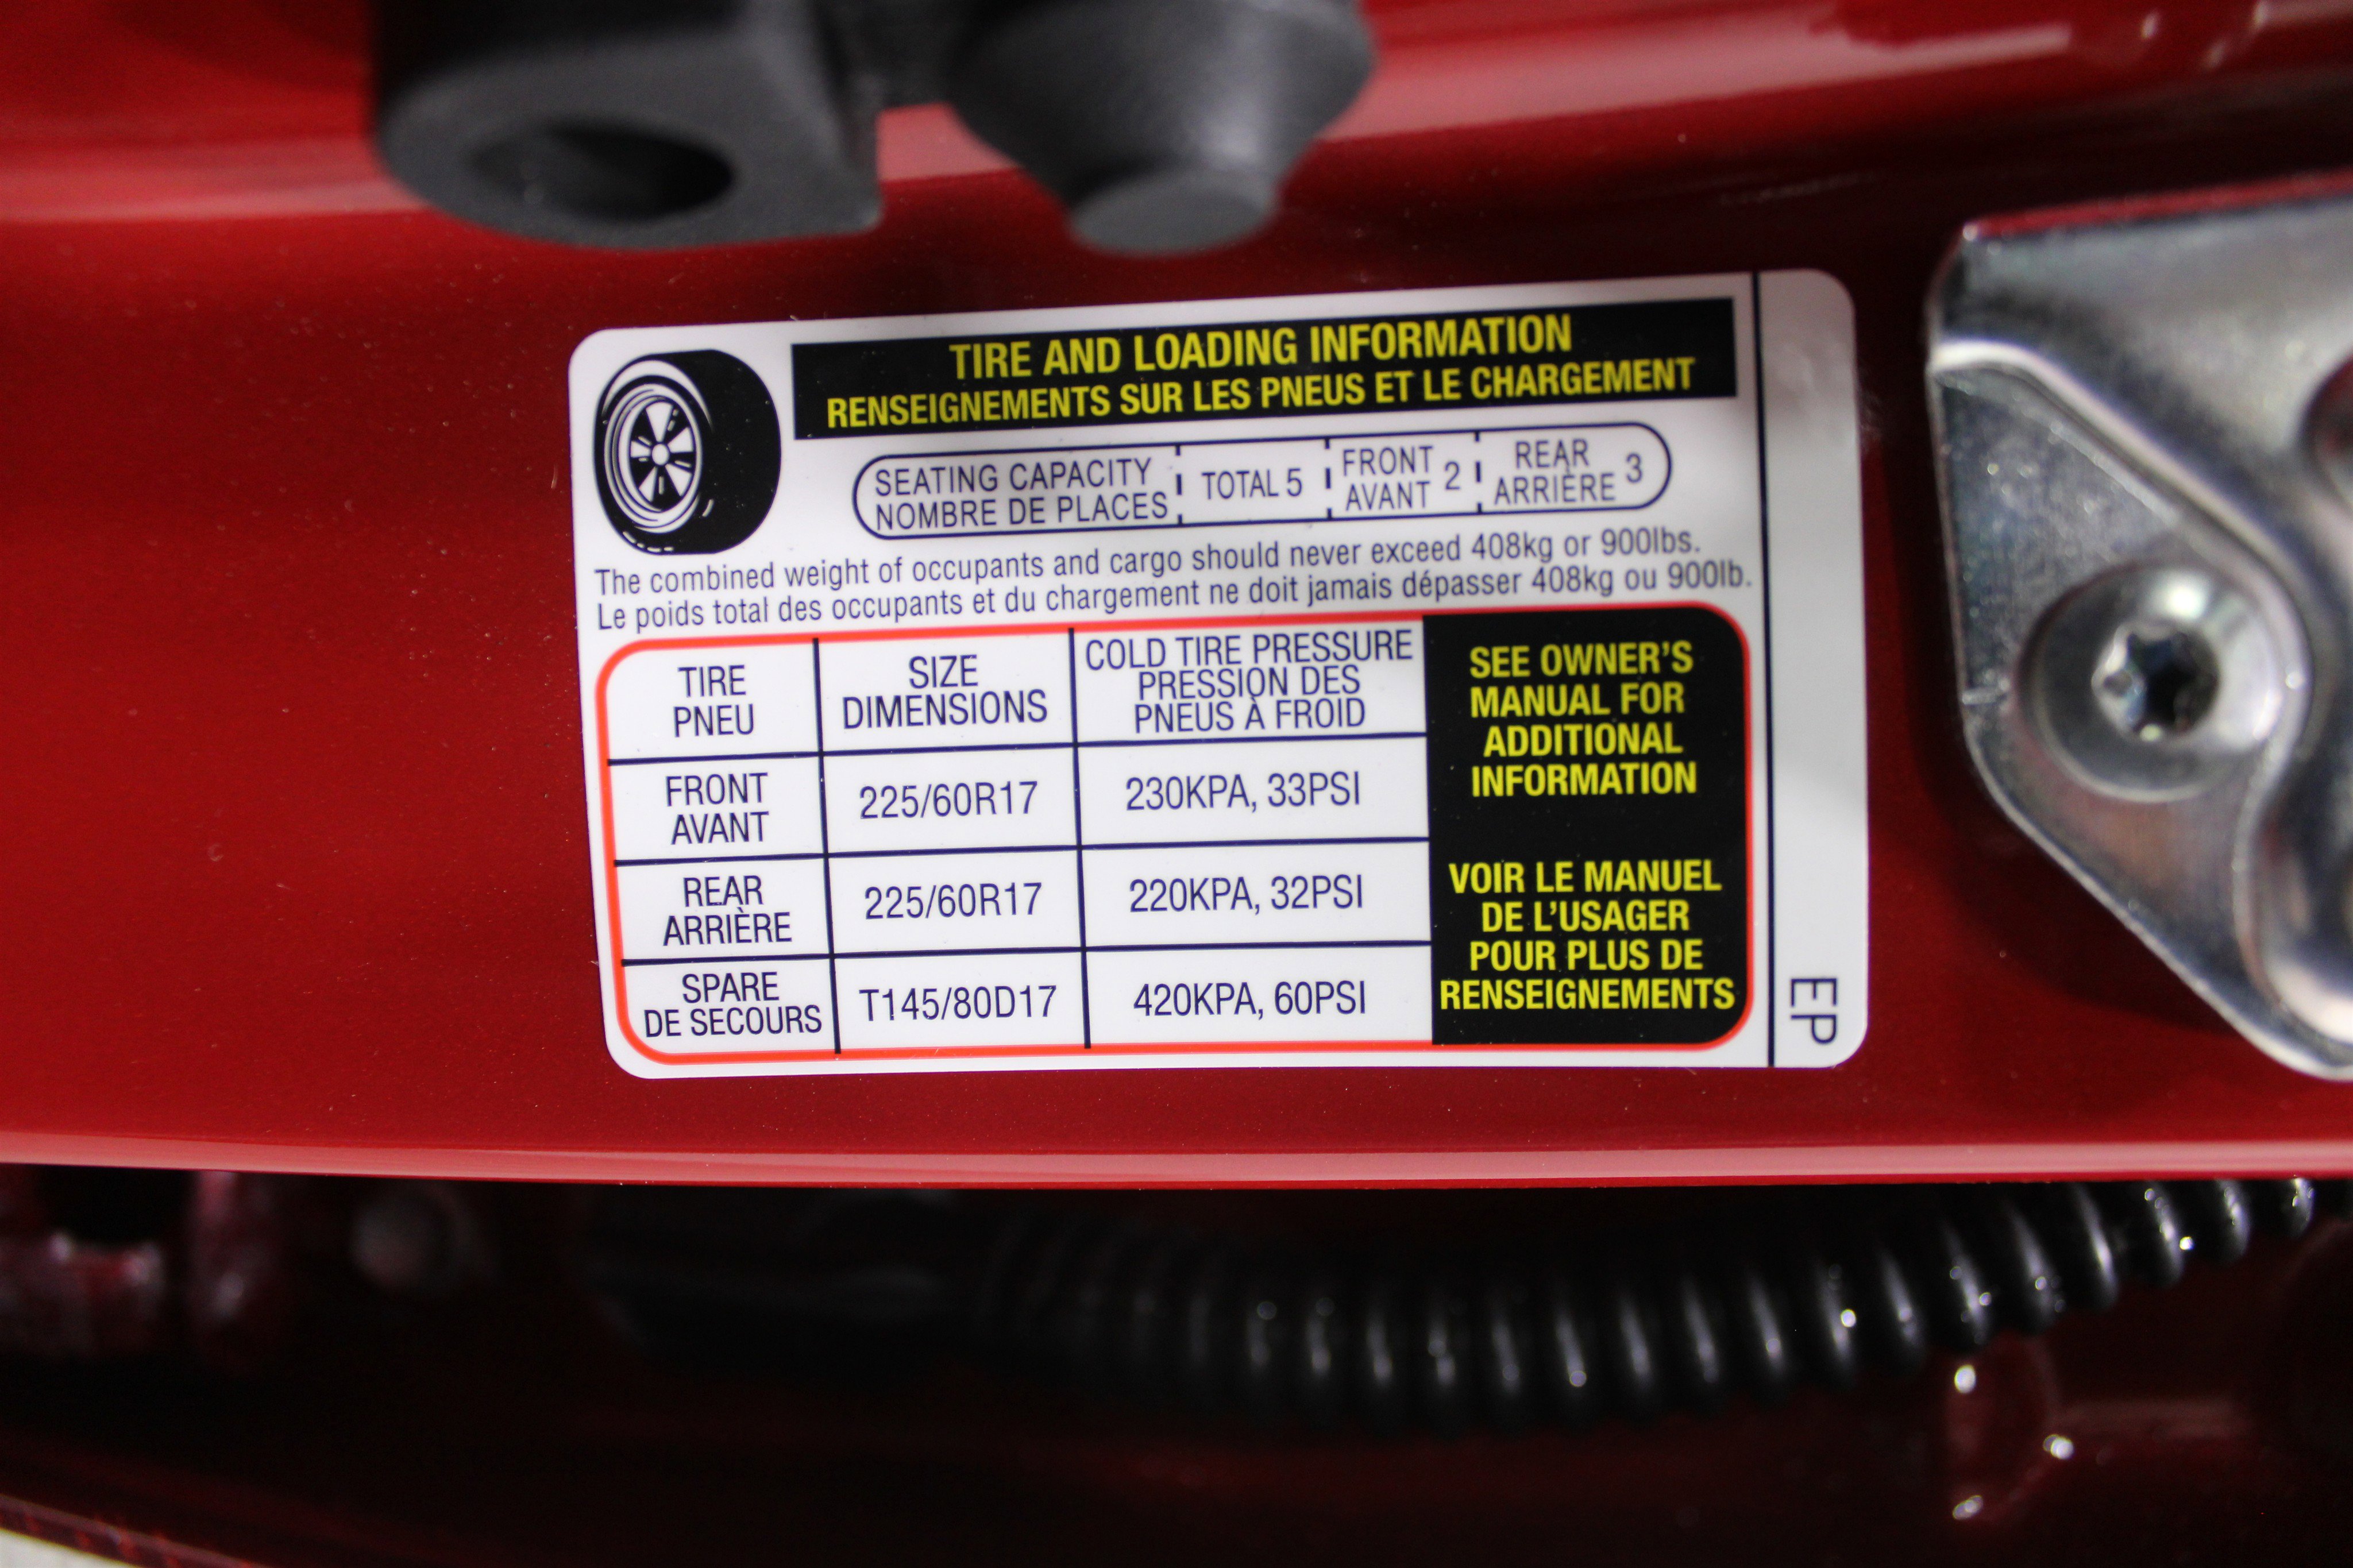 TIRE AND LOADING INFORMATION
RENSEIGNEMENTS SUR LES PNEUS ET LE CHARGEMENT
SEATING CAPACITY
NOMBRE DE PLACES
TOTAL 5
FRONT
AVANT 2
REAR
ARRIÈRE 3
The combined weight of occupants and cargo should never exceed 408kg or 900lbs.
Le poids total des occupants et du chargement ne doit jamais dépasser 408kg ou 900lb.
TIRE
PNEU
SIZE
DIMENSIONS
COLD TIRE PRESSURE
PRESSION DES
PNEUS À FROID
FRONT
AVANT
225/60R17
230KPA, 33PSI
REAR
ARRIÈRE
225/60R17
220KPA, 32PSI
SPARE
DE SECOURS
T145/80D17
420KPA, 60PSI
SEE OWNER'S
MANUAL FOR
ADDITIONAL
INFORMATION
VOIR LE MANUEL
DE L'USAGER
POUR PLUS DE
RENSEIGNEMENTS
EP